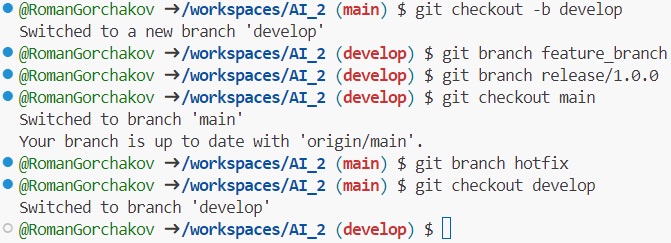 @RomanGorchakov → /workspaces/AI_2 (main) $ git checkout -b develop
Switched to a new branch 'develop'
@RomanGorchakov → /workspaces/AI_2 (develop) $ git branch feature_branch
@RomanGorchakov → /workspaces/AI_2 (develop) $ git branch release/1.0.0
@RomanGorchakov → /workspaces/AI_2 (develop) $ git checkout main
Switched to branch 'main'
Your branch is up to date with 'origin/main'.
@RomanGorchakov → /workspaces/AI_2 (main) $ git branch hotfix
@RomanGorchakov → /workspaces/AI_2 (main) $ git checkout develop
Switched to branch 'develop'
@RomanGorchakov → /workspaces/AI_2 (develop) $